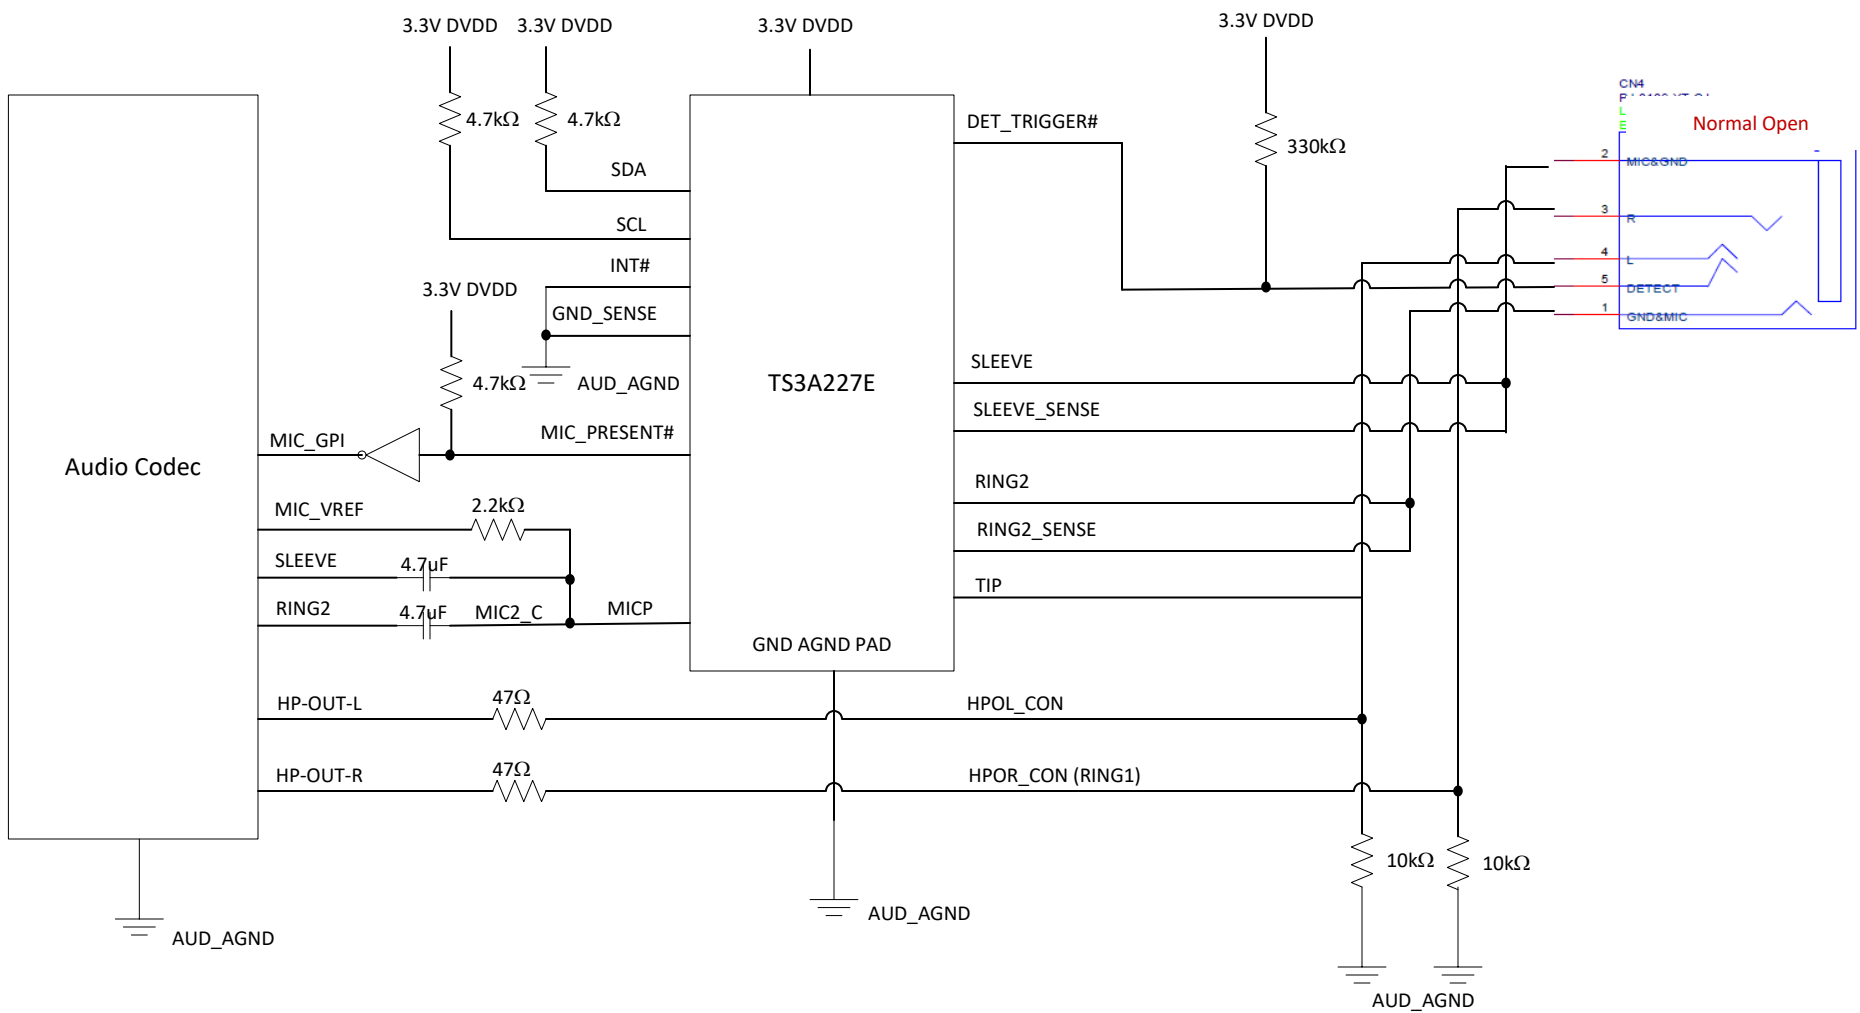 3.3V DVDD
3.3V DVDD
3.3V DVDD
3.3V DVDD
CN4
Normal Open
4.7kΩ
4.7kΩ
DET_TRIGGER#
330kΩ
2
MIC&GND
SDA
3
R
SCL
4
L
INT#
5
DETECT
3.3V DVDD
GND_SENSE
1
GND&MIC
4.7kΩ
AUD_AGND
TS3A227E
SLEEVE
SLEEVE_SENSE
MIC_GPI
MIC_PRESENT#
Audio Codec
RING2
MIC_VREF
2.2kΩ
RING2_SENSE
SLEEVE
4.7uF
TIP
RING2
4.7uF
MIC2_C
MICP
GND AGND PAD
HP-OUT-L
47Ω
HPOL_CON
HP-OUT-R
47Ω
HPOR_CON (RING1)
10kΩ
10kΩ
AUD_AGND
AUD_AGND
AUD_AGND